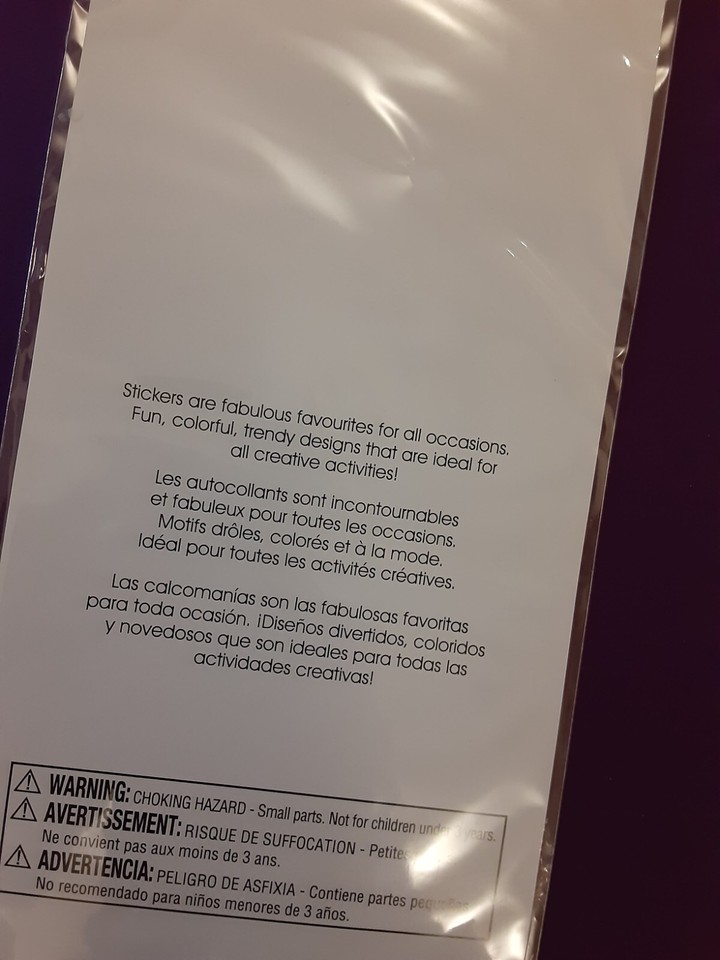 Stickers are fabulous favourites for all occasions.
Fun, colorful, trendy designs that are ideal for
all creative activities!
Les autocollants sont incontournables
et fabuleux pour toutes les occasions.
Motifs drôles, colorés et à la mode.
Idéal pour toutes les activités créatives.
Las calcomanías son las fabulosas favoritas
para toda ocasión. ¡Diseños divertidos, coloridos
y novedosos que son ideales para todas las
actividades creativas!
WARNING: CHOKING HAZARD - Small parts. Not for children under 3 years.
AVERTISSEMENT: RISQUE DE SUFFOCATION - Petites
Ne convient pas aux moins de 3 ans.
ADVERTENCIA: PELIGRO DE ASFIXIA - Contiene partes
No recomendado para niños menores de 3 años.